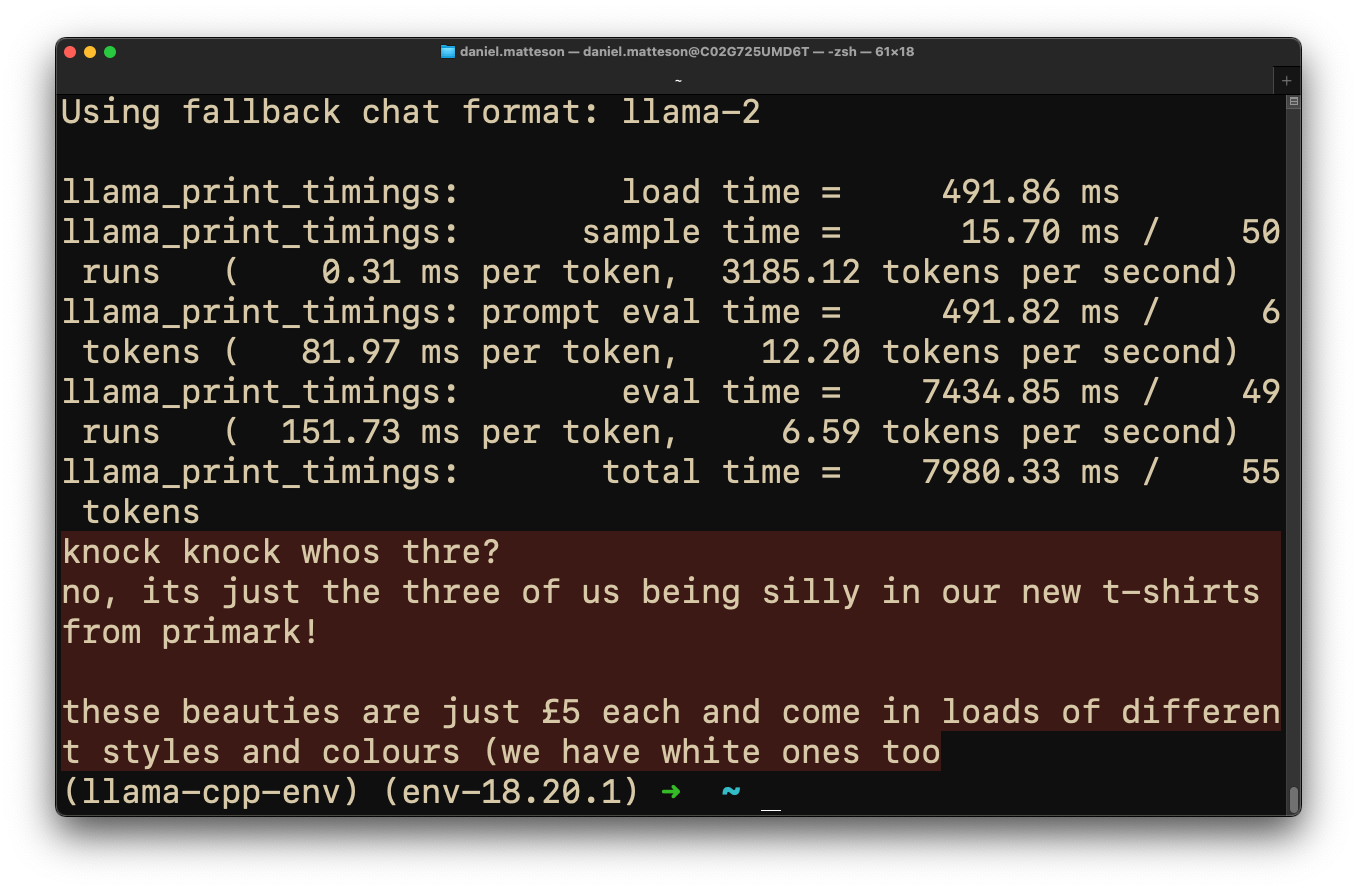 daniel.matteson — daniel.matteson@C02G725UMD6T — -zsh — 61×18
~
+
Using fallback chat format: llama-2
llama_print_timings:        load time =     491.86 ms
llama_print_timings:      sample time =      15.70 ms /    50
 runs   (    0.31 ms per token,  3185.12 tokens per second)
llama_print_timings: prompt eval time =     491.82 ms /     6
 tokens (   81.97 ms per token,    12.20 tokens per second)
llama_print_timings:        eval time =    7434.85 ms /    49
 runs   (  151.73 ms per token,     6.59 tokens per second)
llama_print_timings:       total time =    7980.33 ms /    55
 tokens
knock knock whos thre?
no, its just the three of us being silly in our new t-shirts
from primark!
these beauties are just £5 each and come in loads of differen
t styles and colours (we have white ones too
(llama-cpp-env) (env-18.20.1) ➜  ~ _